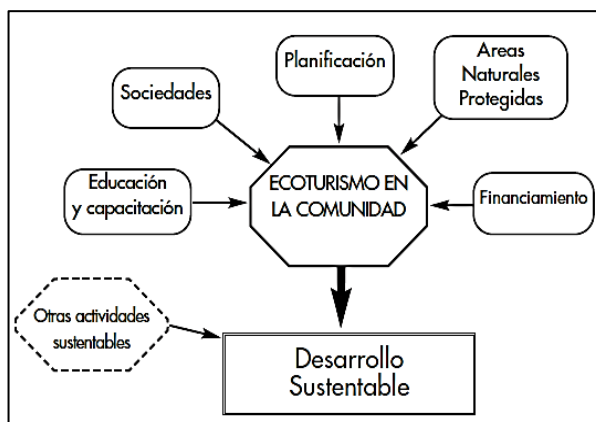 Planificación
Areas
Naturales
Protegidas
Sociedades
ECOTURISMO EN
LA COMUNIDAD
Educación
y capacitación
Financiamiento
Otras actividades
sustentables
Desarrollo
Sustentable